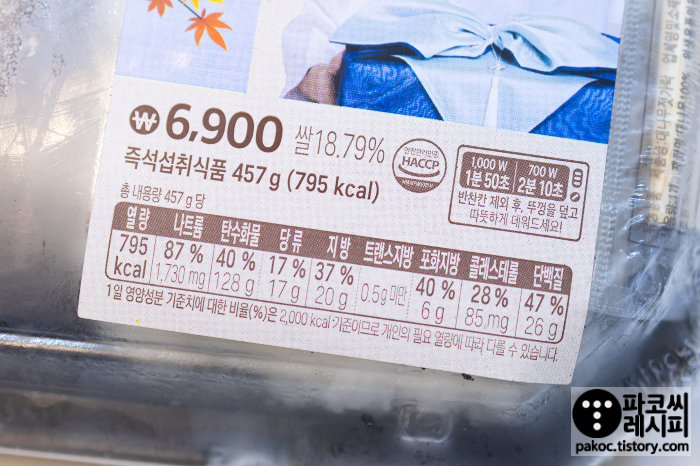 ₩6,900 쌀18.79%
안전관리인증
HACCP
1,000 W 700 W
1분 50초 2분 10초
반찬칸 제외 후, 뚜껑을 덮고
따뜻하게 데워드세요!
즉석섭취식품 457 g (795 kcal)
총 내용량 457 g 당
열량 나트륨 탄수화물 당류 지방 트랜스지방 포화지방 콜레스테롤 단백질
795 kcal 87 % 40 % 17 % 37 % 0.5g 미만 40 % 28 % 47 %
1,730 mg 128 g 17 g 20 g 6 g 85 mg 26 g
1일 영양성분 기준치에 대한 비율(%)은 2,000 kcal 기준이므로 개인의 필요 열량에 따라 다를 수 있습니다.
파코씨
레시피
pakoc.tistory.com